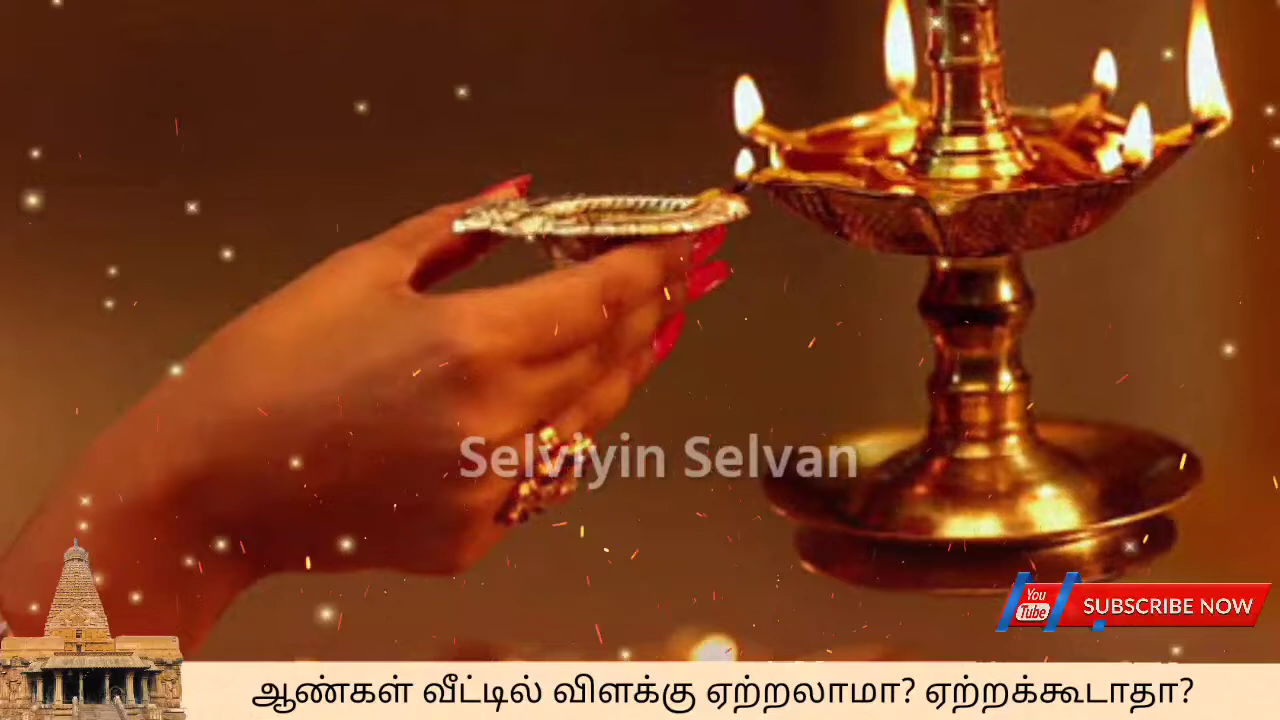 Selviyin Selvan
You
Tube
SUBSCRIBE NOW
ஆண்கள் வீட்டில் விளக்கு ஏற்றலாமா? ஏற்றக்கூடாதா?